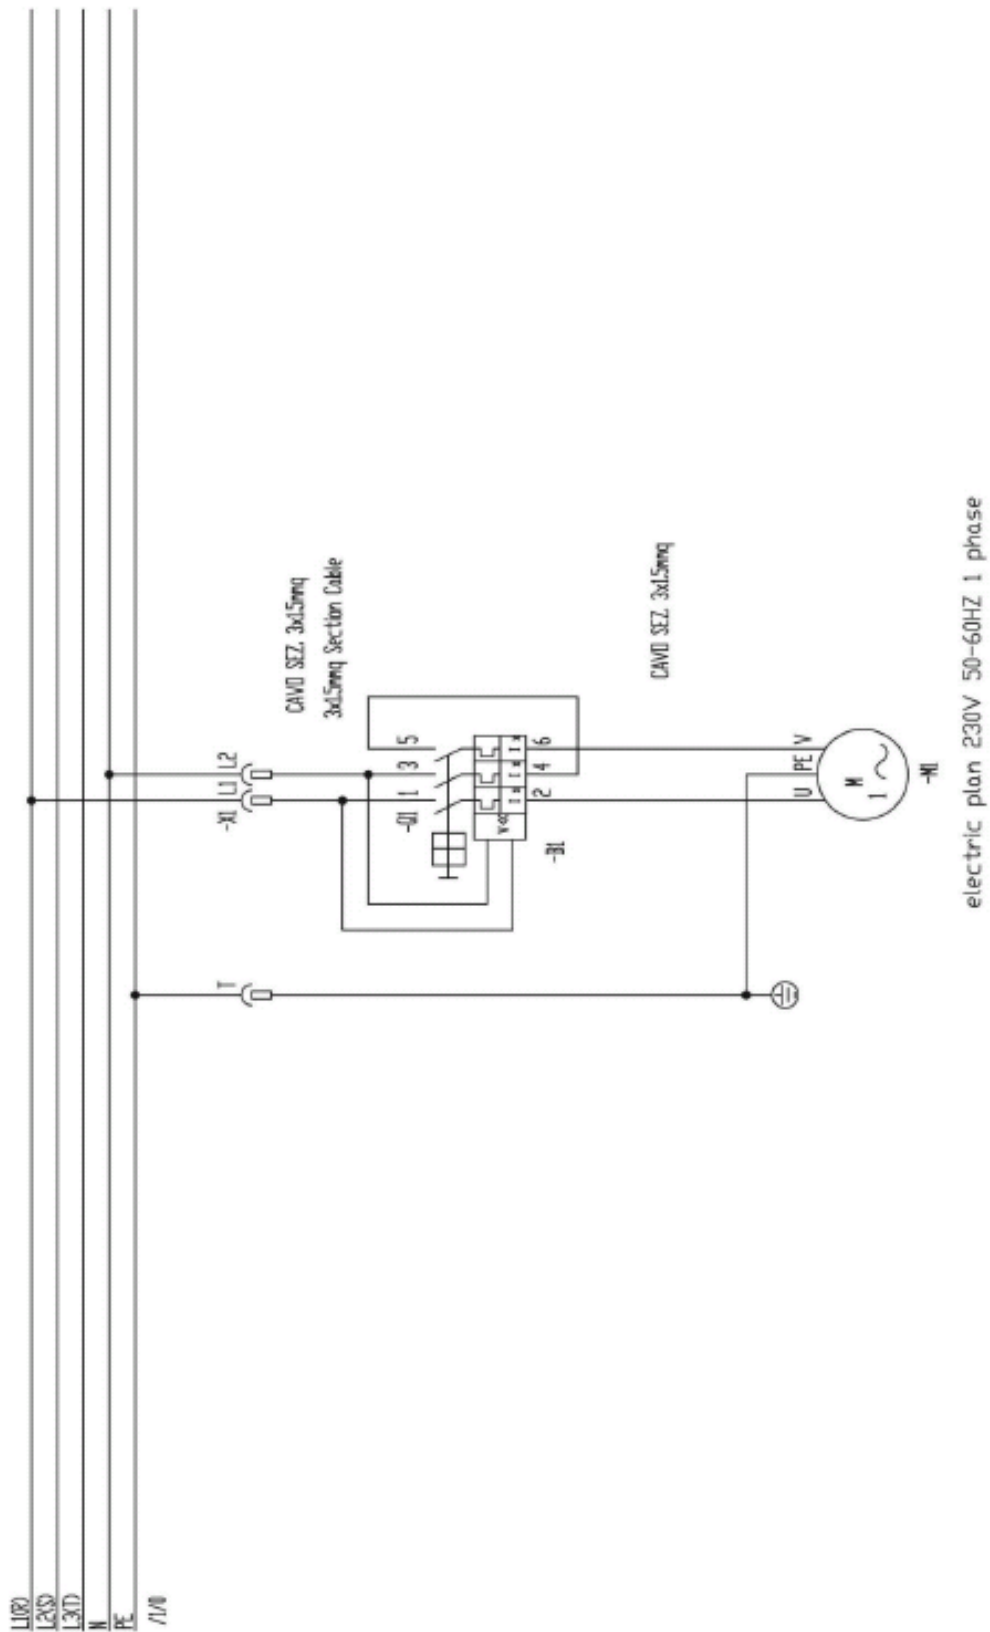 L1(R)
L2(S)
L3(T)
N
PE
/1/0
-X1 L1 L2
T
CAVO SEZ. 3x1.5mmq
3x1.5mmq Section Cable
-Q1 1 3 5
I> I> I>
2 4 6
-B1
CAVO SEZ. 3x1.5mmq
U PE V
M
1
-M1
electric plan 230V 50-60HZ 1 phase